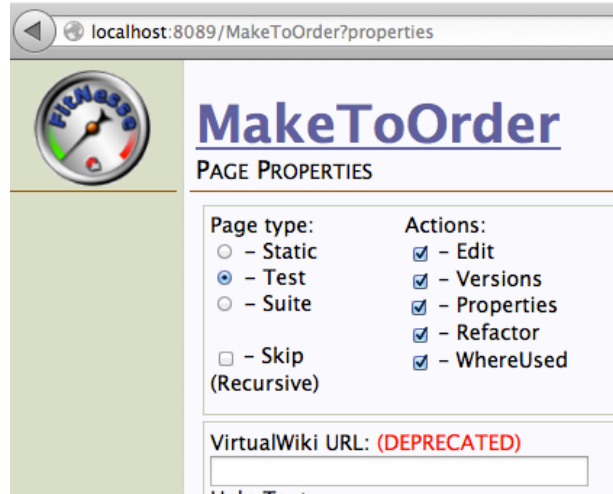 localhost:8089/MakeToOrder?properties
FitNesse
MakeToOrder
PAGE PROPERTIES
Page type:
– Static
– Test
– Suite
– Skip
(Recursive)
Actions:
– Edit
– Versions
– Properties
– Refactor
– WhereUsed
VirtualWiki URL: (DEPRECATED)